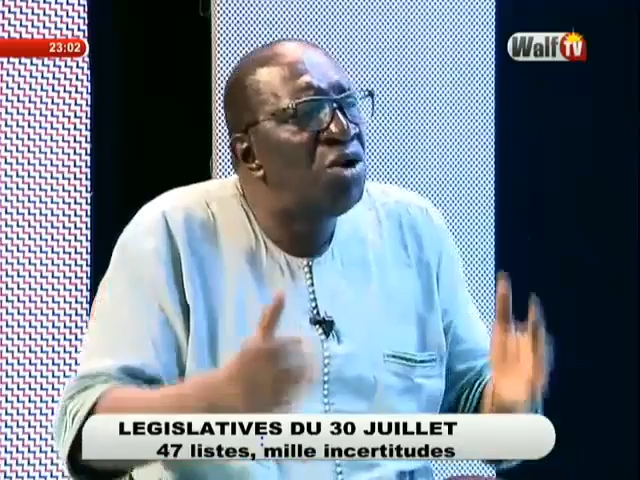 23:02
Walf TV
LEGISLATIVES DU 30 JUILLET
47 listes, mille incertitudes